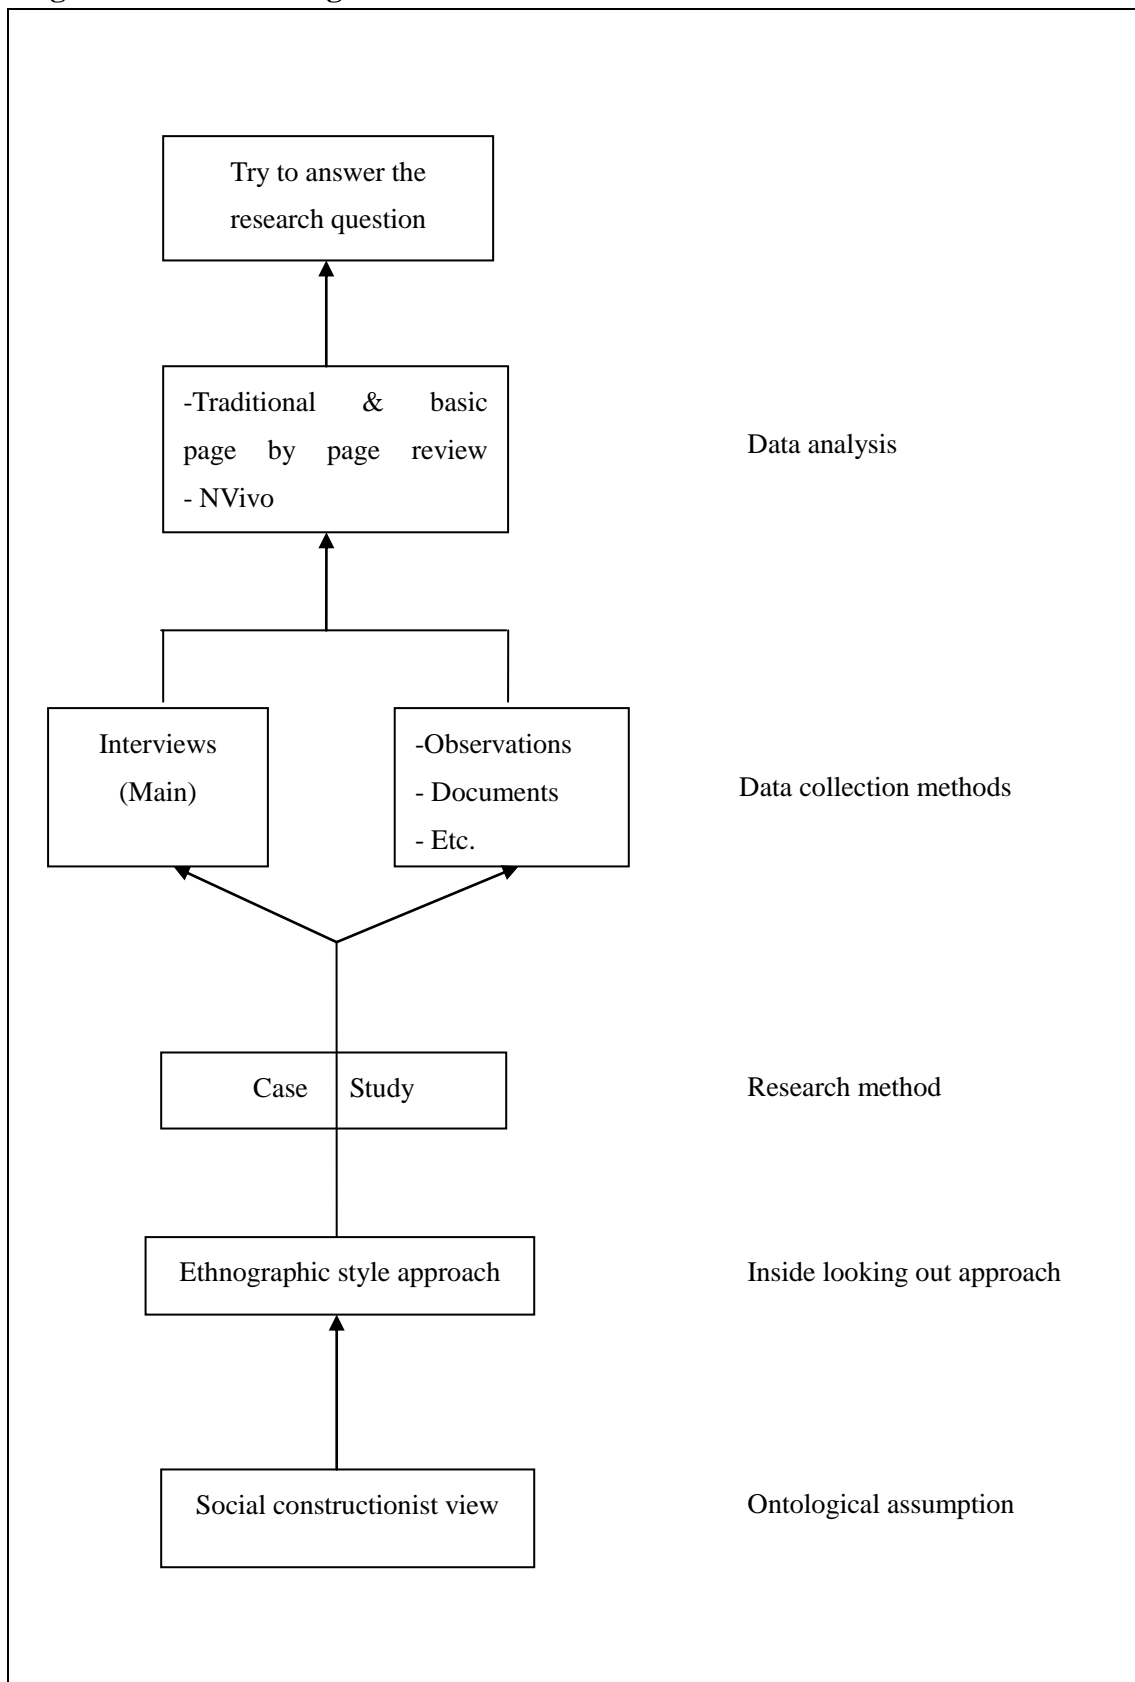 Try to answer the
research question
-Traditional & basic
page by page review
- NVivo
Data analysis
Interviews
(Main)
-Observations
- Documents
- Etc.
Data collection methods
Case Study
Research method
Ethnographic style approach
Inside looking out approach
Social constructionist view
Ontological assumption